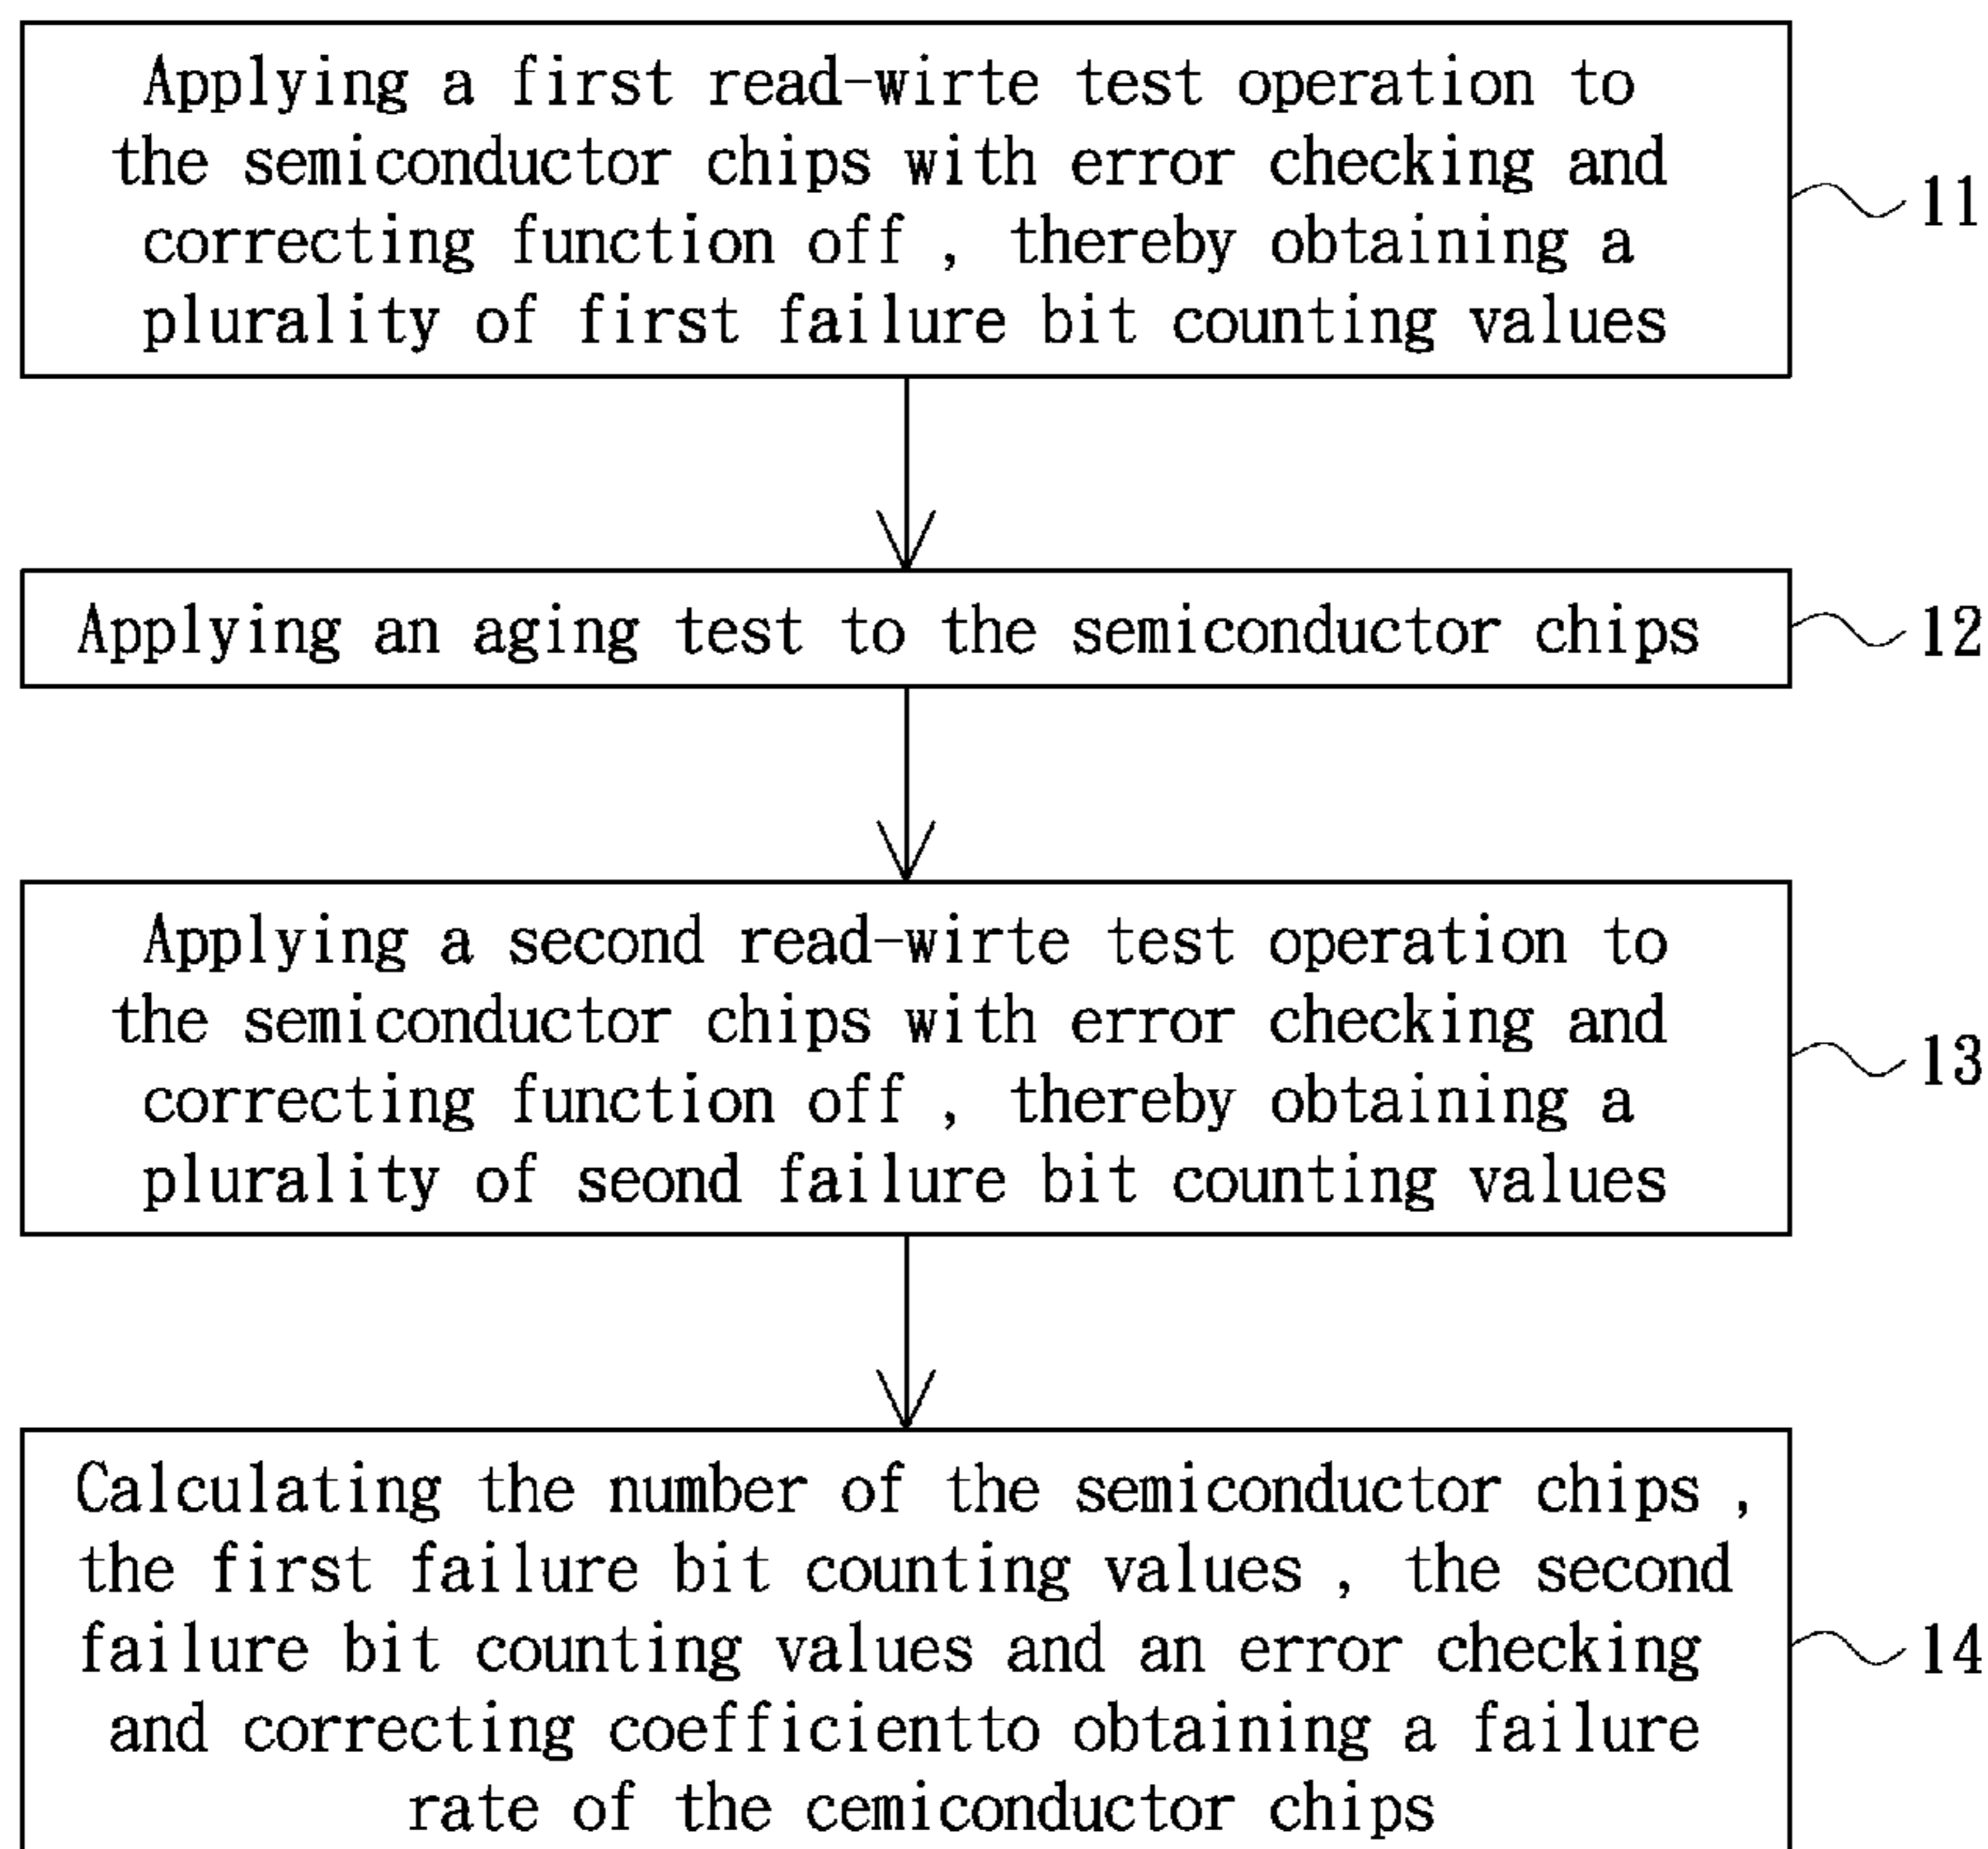 Applying a first read-wirte test operation to
the semiconductor chips with error checking and
correcting function off , thereby obtaining a
plurality of first failure bit counting values
11
Applying an aging test to the semiconductor chips
12
Applying a second read-wirte test operation to
the semiconductor chips with error checking and
correcting function off , thereby obtaining a
plurality of seond failure bit counting values
13
Calculating the number of the semiconductor chips ,
the first failure bit counting values , the second
failure bit counting values and an error checking
and correcting coefficientto obtaining a failure
rate of the cemiconductor chips
14